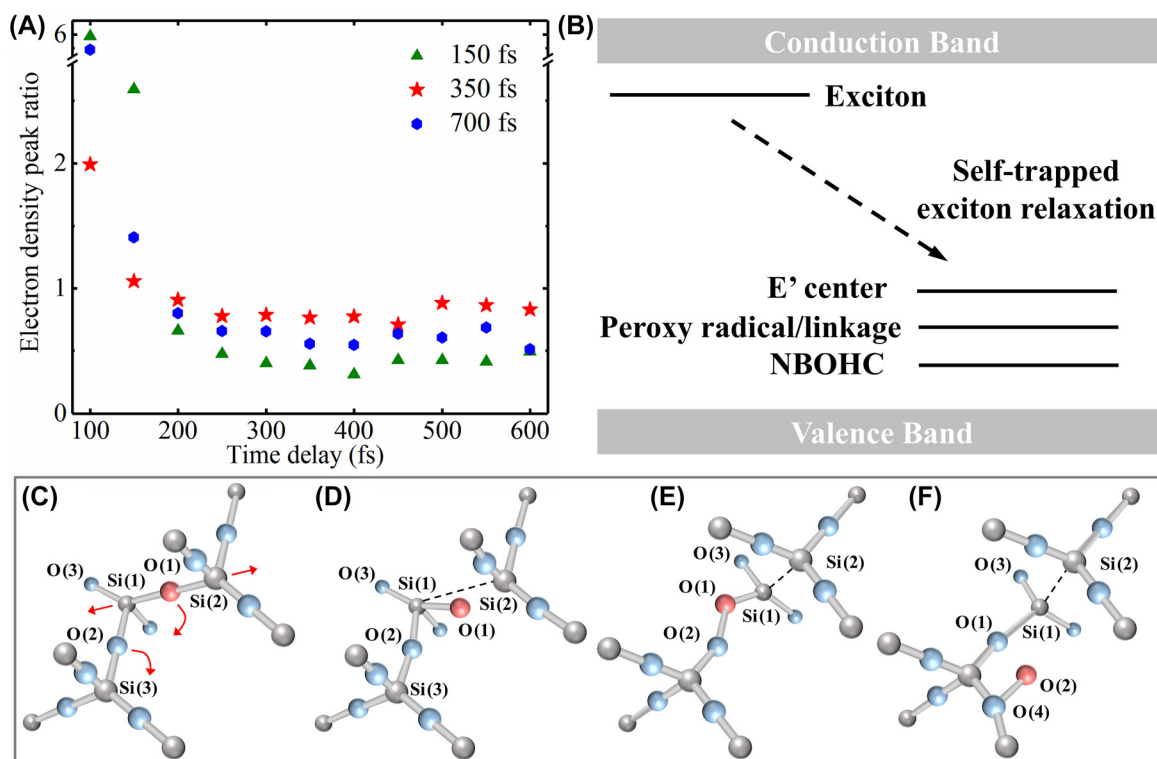 (A)
6
2
1
0
Electron density peak ratio
150 fs
350 fs
700 fs
100 200 300 400 500 600
Time delay (fs)
(B)
Conduction Band
Exciton
Self-trapped
exciton relaxation
E’ center
Peroxy radical/linkage
NBOHC
Valence Band
(C)
O(1)
O(3)
Si(1)
Si(2)
O(2)
Si(3)
(D)
O(3)
Si(1)
Si(2)
O(2)
O(1)
Si(3)
(E)
O(3)
O(1)
Si(2)
Si(1)
O(2)
(F)
O(3)
Si(2)
O(1)
Si(1)
O(2)
O(4)